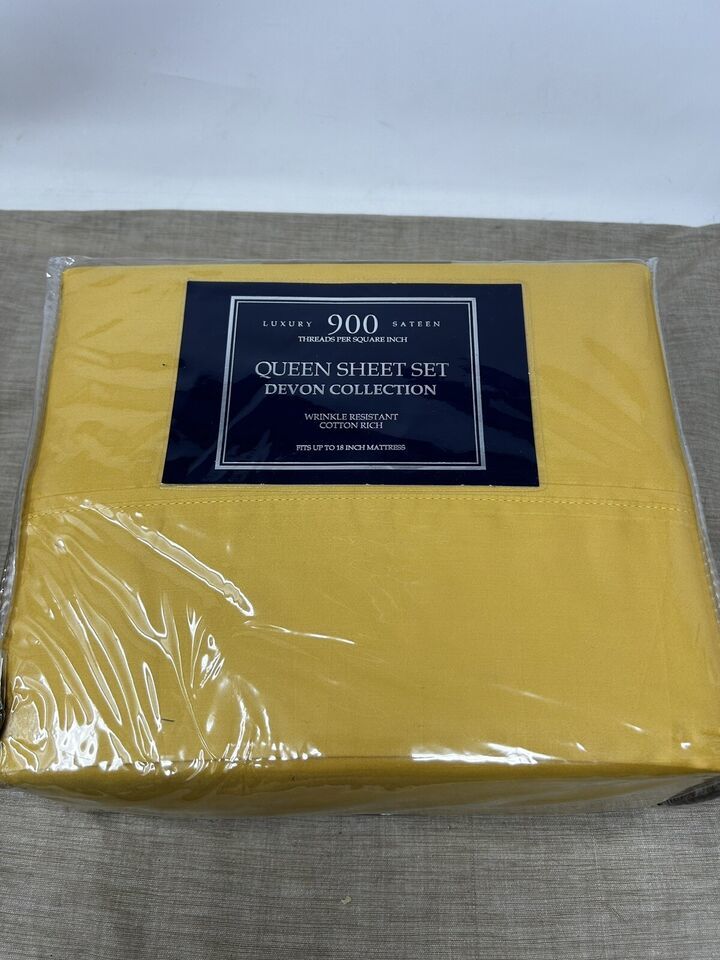 LUXURY 900 SATEEN
THREADS PER SQUARE INCH
QUEEN SHEET SET
DEVON COLLECTION
WRINKLE RESISTANT
COTTON RICH
FITS UP TO 18 INCH MATTRESS